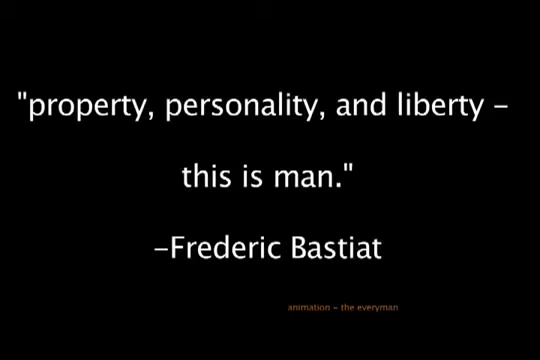 "property, personality, and liberty –
this is man."
–Frederic Bastiat
animation – the everyman